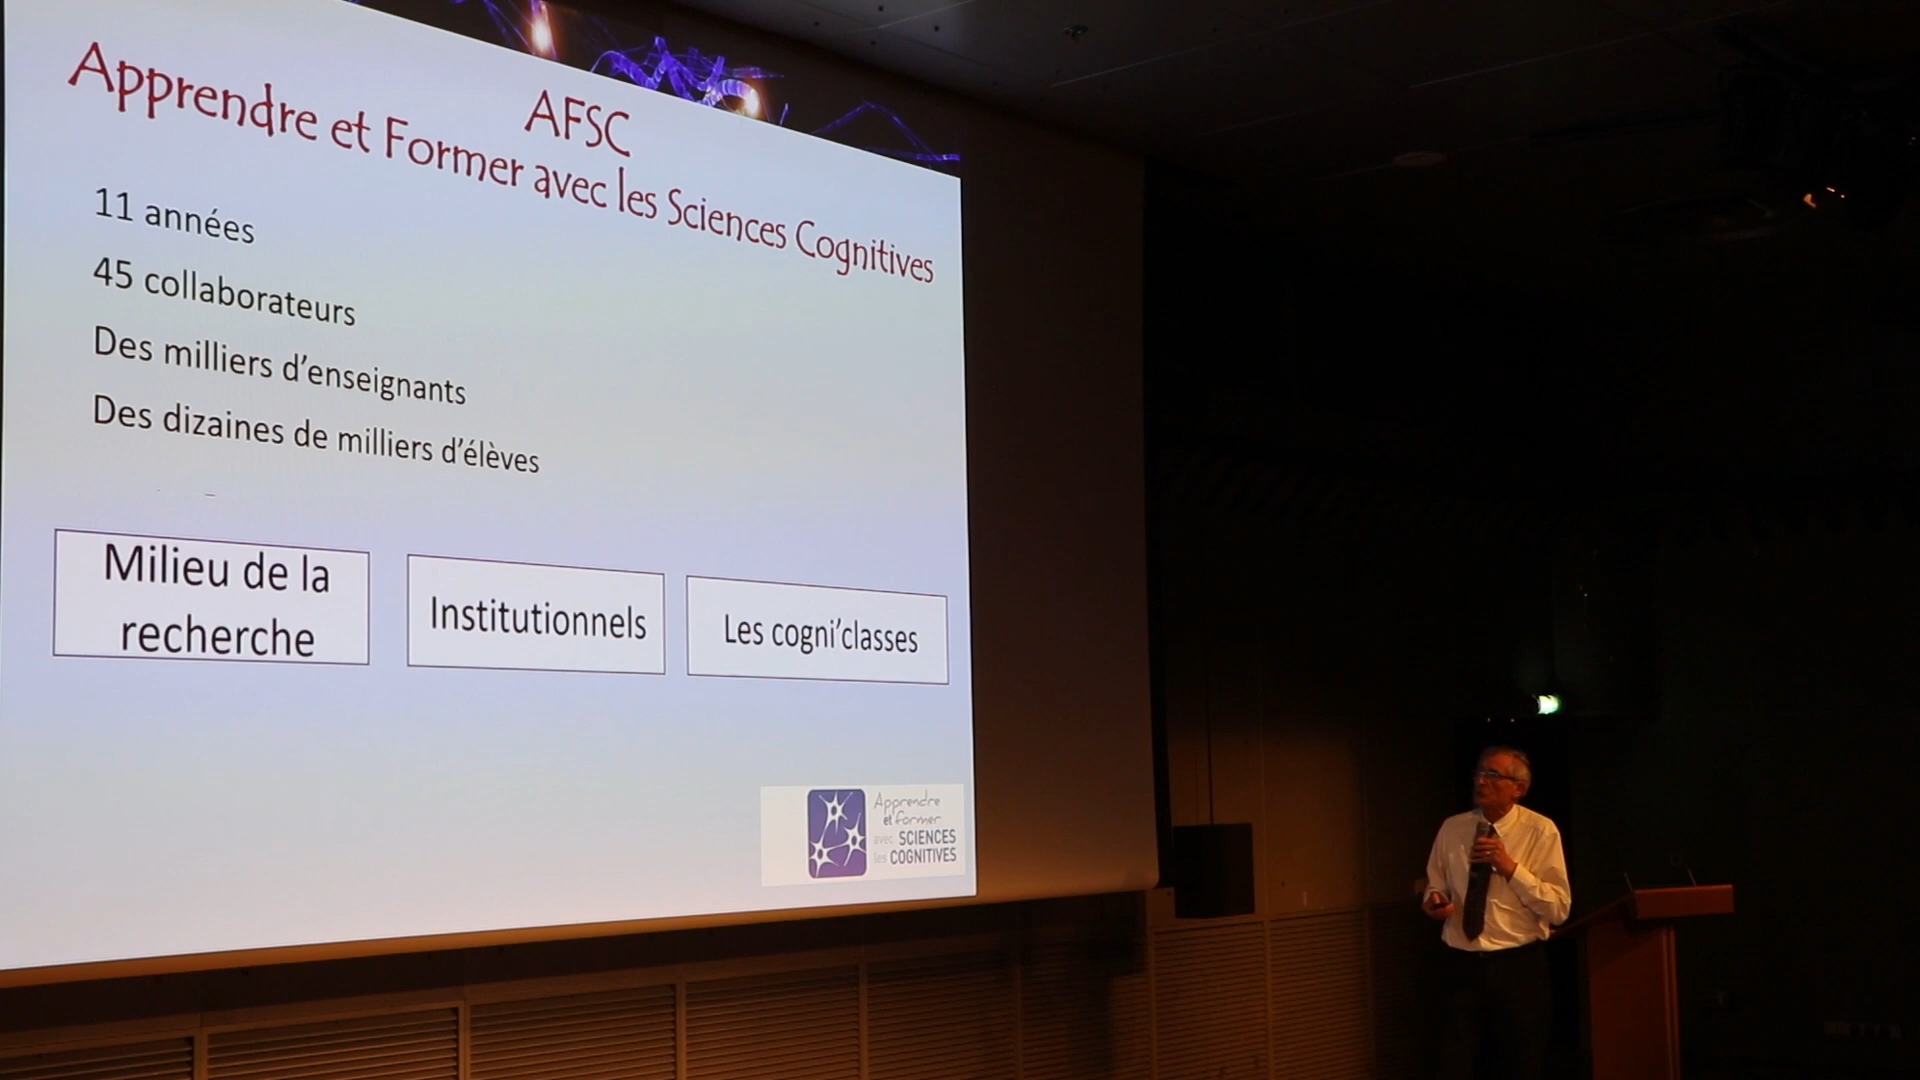 AFSC
Apprendre et Former avec les Sciences Cognitives
11 années
45 collaborateurs
Des milliers d'enseignants
Des dizaines de milliers d'élèves
Milieu de la
recherche
Institutionnels
Les cogni'classes
Apprendre
et former
avec SCIENCES
les COGNITIVES